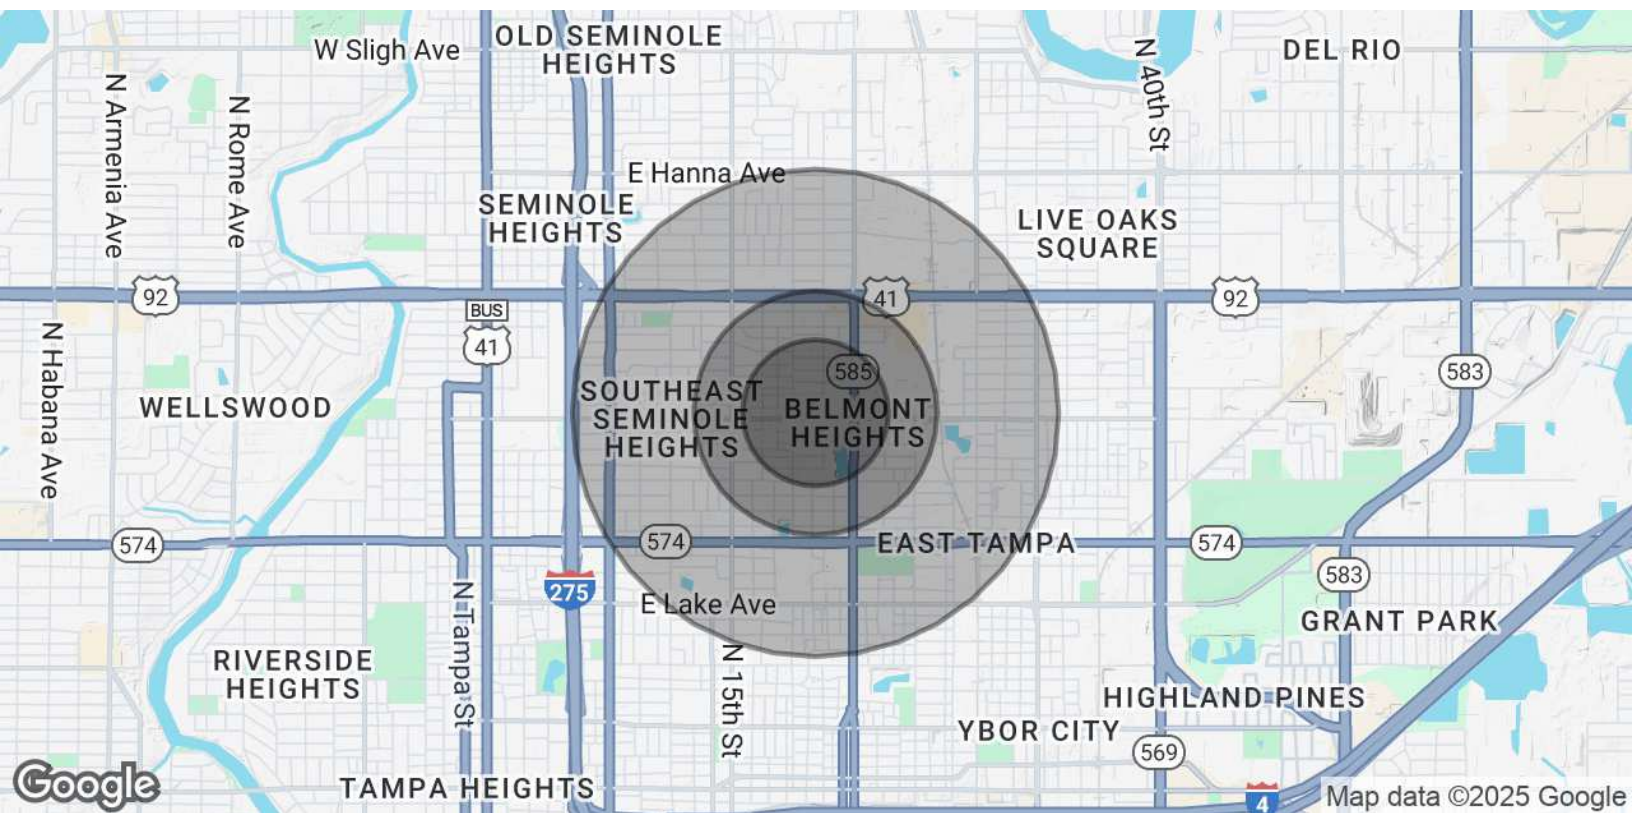 W Sligh Ave
OLD SEMINOLE
HEIGHTS
N 40th St
DEL RIO
N Armenia Ave
N Rome Ave
E Hanna Ave
SEMINOLE
HEIGHTS
LIVE OAKS
SQUARE
92
41
92
BUS
41
N Habana Ave
585
583
SOUTHEAST
SEMINOLE
HEIGHTS
BELMONT
HEIGHTS
WELLSWOOD
574
574
EAST TAMPA
574
583
275
E Lake Ave
N Tampa St
GRANT PARK
RIVERSIDE
HEIGHTS
N 15th St
HIGHLAND PINES
YBOR CITY
569
Google
TAMPA HEIGHTS
4
Map data ©2025 Google